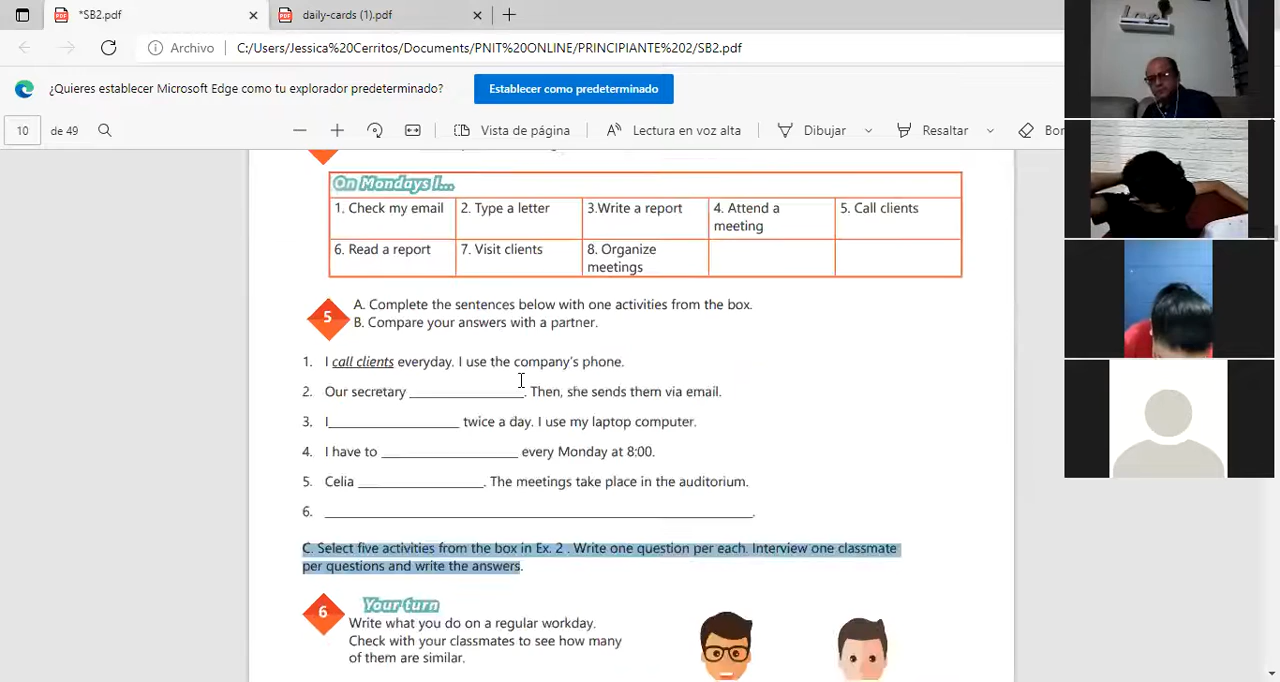 *SB2.pdf
daily-cards (1).pdf
Archivo
C:/Users/Jessica%20Cerritos/Documents/PNIT%20ONLINE/PRINCIPIANTE%202/SB2.pdf
¿Quieres establecer Microsoft Edge como tu explorador predeterminado?
Establecer como predeterminado
10 de 49
Vista de página
Lectura en voz alta
Dibujar
Resaltar
On Mondays I...
1. Check my email
2. Type a letter
3.Write a report
4. Attend a meeting
5. Call clients
6. Read a report
7. Visit clients
8. Organize meetings
5
A. Complete the sentences below with one activities from the box.
B. Compare your answers with a partner.
1. I call clients everyday. I use the company's phone.
2. Our secretary ______________. Then, she sends them via email.
3. I________________ twice a day. I use my laptop computer.
4. I have to _________________ every Monday at 8:00.
5. Celia ________________. The meetings take place in the auditorium.
6. ______________________________________________________.
C. Select five activities from the box in Ex. 2 . Write one question per each. Interview one classmate
per questions and write the answers.
6
Your turn
Write what you do on a regular workday.
Check with your classmates to see how many
of them are similar.